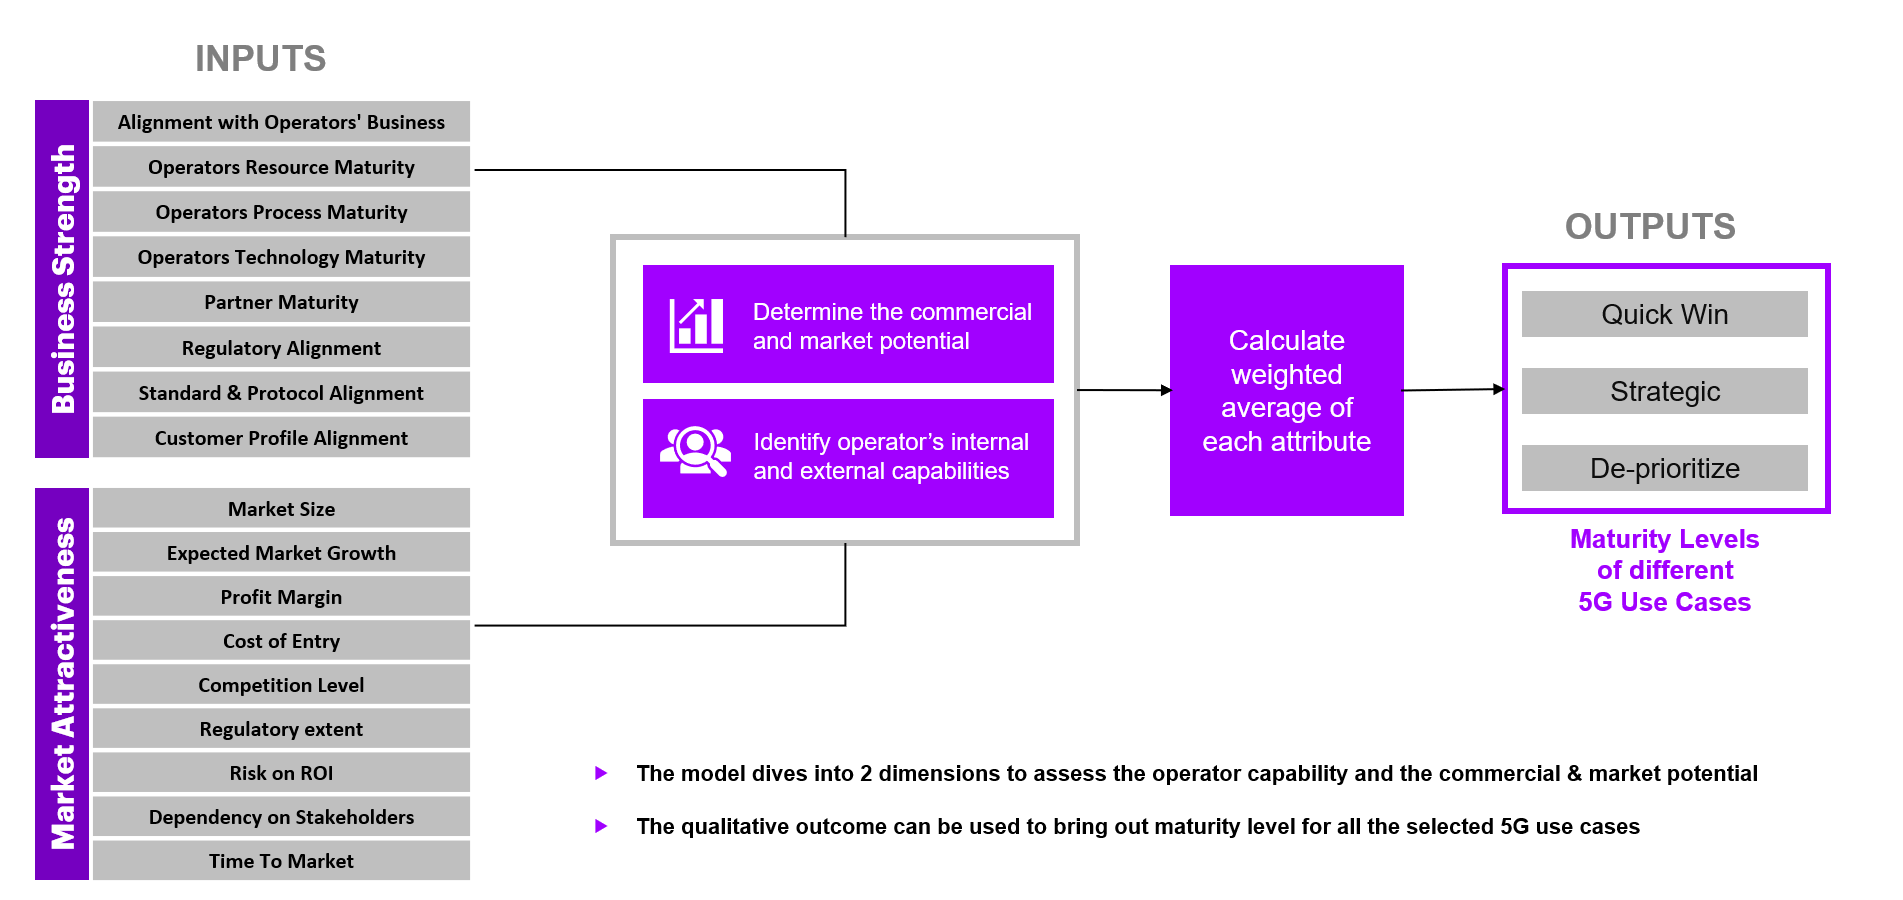 INPUTS
Business Strength
Alignment with Operators' Business
Operators Resource Maturity
Operators Process Maturity
Operators Technology Maturity
Partner Maturity
Regulatory Alignment
Standard & Protocol Alignment
Customer Profile Alignment
Market Attractiveness
Market Size
Expected Market Growth
Profit Margin
Cost of Entry
Competition Level
Regulatory extent
Risk on ROI
Dependency on Stakeholders
Time To Market
Determine the commercial
and market potential
Identify operator’s internal
and external capabilities
Calculate
weighted
average of
each attribute
OUTPUTS
Quick Win
Strategic
De-prioritize
Maturity Levels
of different
5G Use Cases
The model dives into 2 dimensions to assess the operator capability and the commercial & market potential
The qualitative outcome can be used to bring out maturity level for all the selected 5G use cases